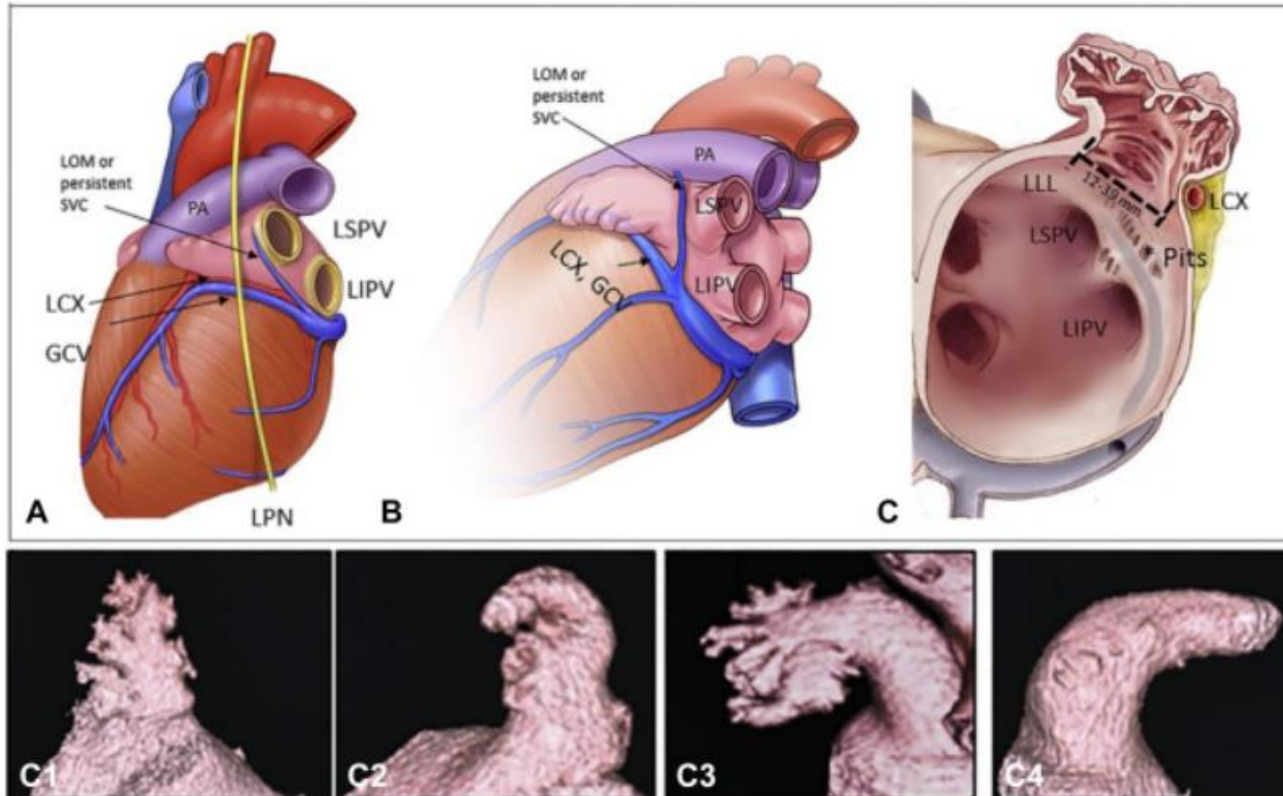 LOM or
persistent
SVC
PA
LSPV
LIPV
LCX
GCV
LPN
A
LOM or
persistent
SVC
PA
LSPV
LCX, GCV
LIPV
B
12-39 mm
LLL
LCX
LSPV
* Pits
LIPV
C
C1
C2
C3
C4